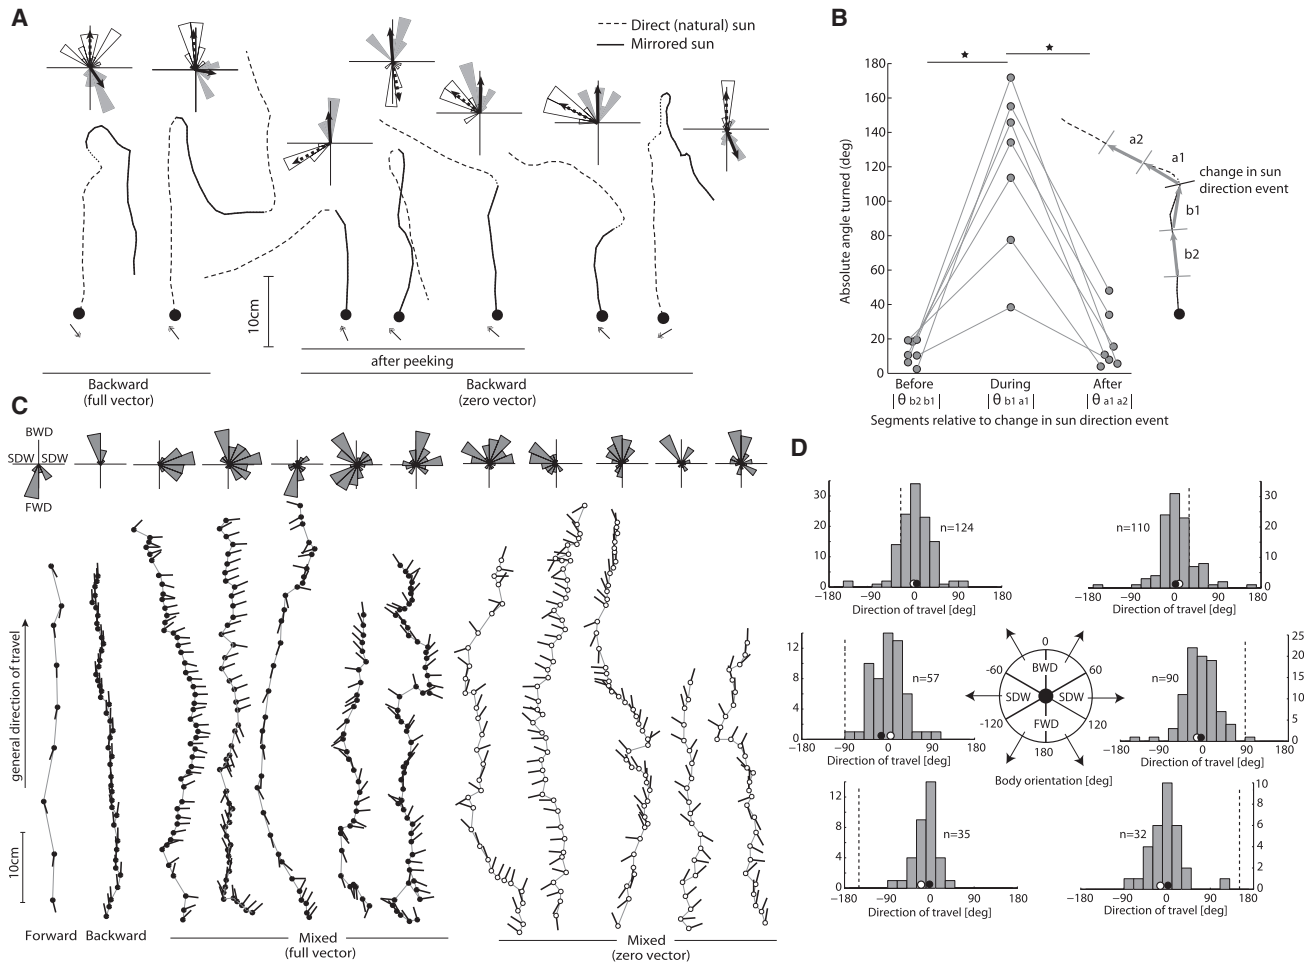 A
Direct (natural) sun
Mirrored sun
10cm
after peeking
Backward
(full vector)
Backward
(zero vector)
B
★
★
180
160
140
120
100
80
60
40
20
0
Absolute angle turned (deg)
a2
a1
change in sun
direction event
b1
b2
Before
During
After
|θ b2 b1|
|θ b1 a1|
|θ a1 a2|
Segments relative to change in sun direction event
C
BWD
SDW SDW
FWD
general direction of travel
10cm
Forward
Backward
Mixed
(full vector)
Mixed
(zero vector)
D
30
20
10
0
n=124
−180 −90 0 90 180
Direction of travel [deg]
30
25
20
15
10
5
0
n=110
−180 −90 0 90 180
Direction of travel [deg]
12
8
4
0
n=57
−180 −90 0 90 180
Direction of travel [deg]
0
-60
BWD
60
SDW
SDW
-120
FWD
120
180
Body orientation [deg]
25
20
15
10
5
0
n=90
−180 −90 0 90 180
Direction of travel [deg]
12
8
4
0
n=35
−180 −90 0 90 180
Direction of travel [deg]
10
8
6
4
2
0
n=32
−180 −90 0 90 180
Direction of travel [deg]